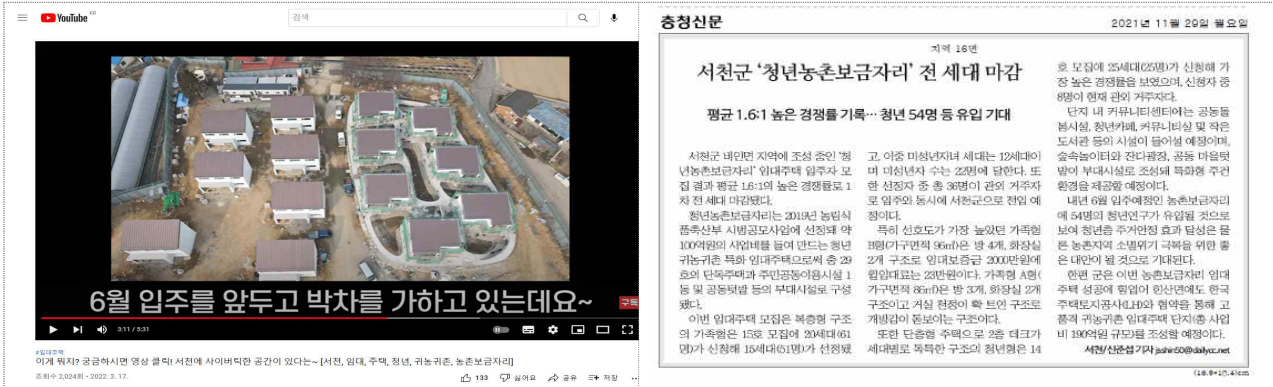 YouTube KR
검색
6월 입주를 앞두고 박차를 가하고 있는데요~
구독
3:11 / 5:31
#임대주택
이게 뭐지? 궁금하시면 영상 클릭! 서천에 사이버틱한 공간이 있다는~ [서천, 임대, 주택, 청년, 귀농귀촌, 농촌보금자리]
조회수 2,024회 • 2022. 3. 17.
133 싫어요 공유 저장
충청신문
2021년 11월 29일 월요일
지역 16면
서천군 ‘청년농촌보금자리’ 전 세대 마감
평균 1.6:1 높은 경쟁률 기록… 청년 54명 등 유입 기대
서천군 비인면 지역에 조성 중인 ‘청
년농촌보금자리’ 임대주택 입주자 모
집 결과 평균 1.6:1의 높은 경쟁률로 1
차 전 세대 마감됐다.
청년농촌보금자리는 2019년 농림식
품축산부 시범공모사업에 선정돼 약
100억원의 사업비를 들여 만드는 청년
귀농귀촌 특화 임대주택으로써 총 29
호의 단독주택과 주민공동이용시설 1
동 및 공동텃밭 등의 부대시설로 구성
됐다.
이번 임대주택 모집은 복층형 구조
의 가족형은 15호 모집에 20세대(61
명)가 신청해 15세대(51명)가 선정됐
고, 이중 미성년자녀 세대는 12세대이
며 미성년자 수는 22명에 달한다. 또
한 선정자 중 총 36명이 관외 거주자
로 입주와 동시에 서천군으로 전입 예
정이다.
특히 선호도가 가장 높았던 가족형
B형(가구면적 96㎡)은 방 4개, 화장실
2개 구조로 임대보증금 2000만원에
월임대료는 23만원이다. 가족형 A형(
가구면적 86㎡)은 방 3개, 화장실 2개
구조이고 거실 천정이 확 트인 구조로
개방감이 돋보이는 구조이다.
또한 단층형 주택으로 2층 데크가
세대별로 독특한 구조의 청년형은 14
호 모집에 25세대(25명)가 신청해 가
장 높은 경쟁률을 보였으며, 신청자 중
8명이 현재 관외 거주자다.
단지 내 커뮤니티센터에는 공동돌
봄시설, 청년카페, 커뮤니티실 및 작은
도서관 등의 시설이 들어설 예정이며,
숲속놀이터와 잔디광장, 공동 마을텃
밭이 부대시설로 조성돼 특화형 주건
환경을 제공할 예정이다.
내년 6월 입주예정인 농촌보금자리
에 54명의 청년인구가 유입될 것으로
보여 청년층 주거안정 효과 달성은 물
론 농촌지역 소멸위기 극복을 위한 좋
은 대안이 될 것으로 기대된다.
한편 군은 이번 농촌보금자리 임대
주택 성공에 힘입어 한산면에도 한국
주택토지공사(LH)와 협약을 통해 고
품격 귀농귀촌 임대주택 단지(총 사업
비 190억원 규모)를 조성할 예정이다.
서천/신준섭 기자 jsshin50@dailycc.net
(18.8*10.4)cm